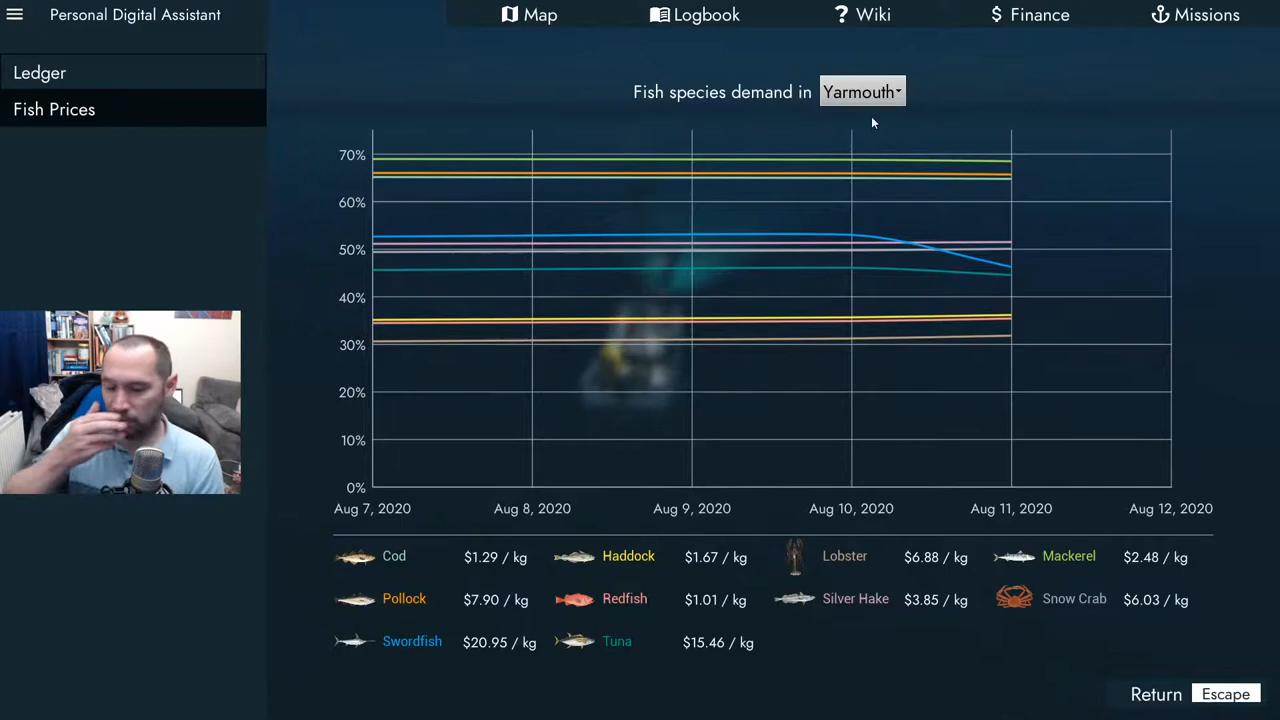 Personal Digital Assistant
Map
Logbook
? Wiki
$ Finance
Missions
Ledger
Fish Prices
Fish species demand in Yarmouth
70%
60%
50%
40%
30%
20%
10%
0%
Aug 7, 2020 Aug 8, 2020 Aug 9, 2020 Aug 10, 2020 Aug 11, 2020 Aug 12, 2020
Cod $1.29 / kg Haddock $1.67 / kg Lobster $6.88 / kg Mackerel $2.48 / kg
Pollock $7.90 / kg Redfish $1.01 / kg Silver Hake $3.85 / kg Snow Crab $6.03 / kg
Swordfish $20.95 / kg Tuna $15.46 / kg
Return Escape